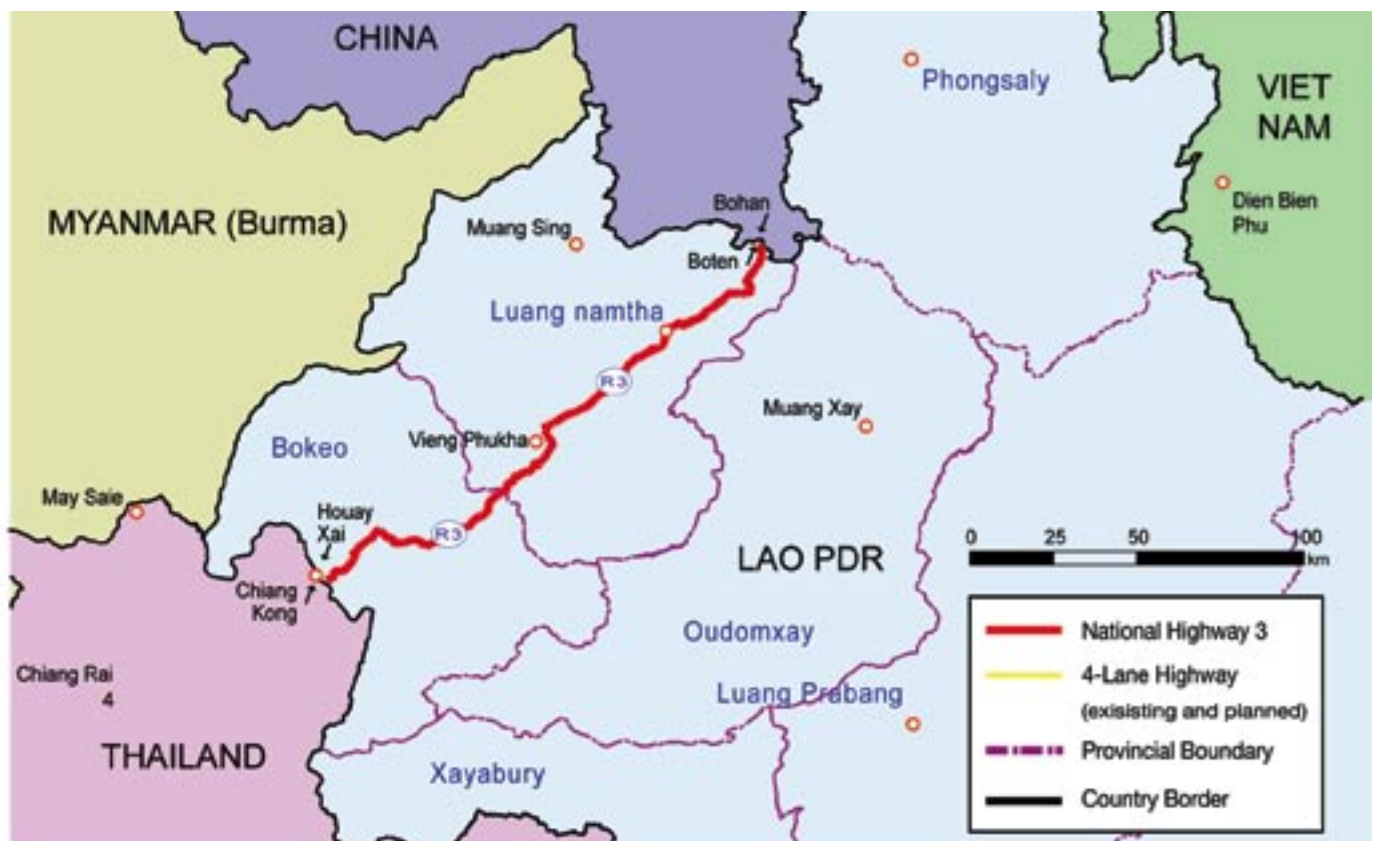 CHINA
Phongsaly
VIET
NAM
MYANMAR (Burma)
Bohan
Dien Bien
Phu
Muang Sing
Boten
Luang namtha
R3
Muang Xay
Bokeo
Vieng Phukha
May Saie
Houay
Xai
R3
LAO PDR
0 25 50 100
km
Chiang
Kong
Oudomxay
National Highway 3
Chiang Rai
4
Luang Prabang
4-Lane Highway
(exisisting and planned)
THAILAND
Xayabury
Provincial Boundary
Country Border